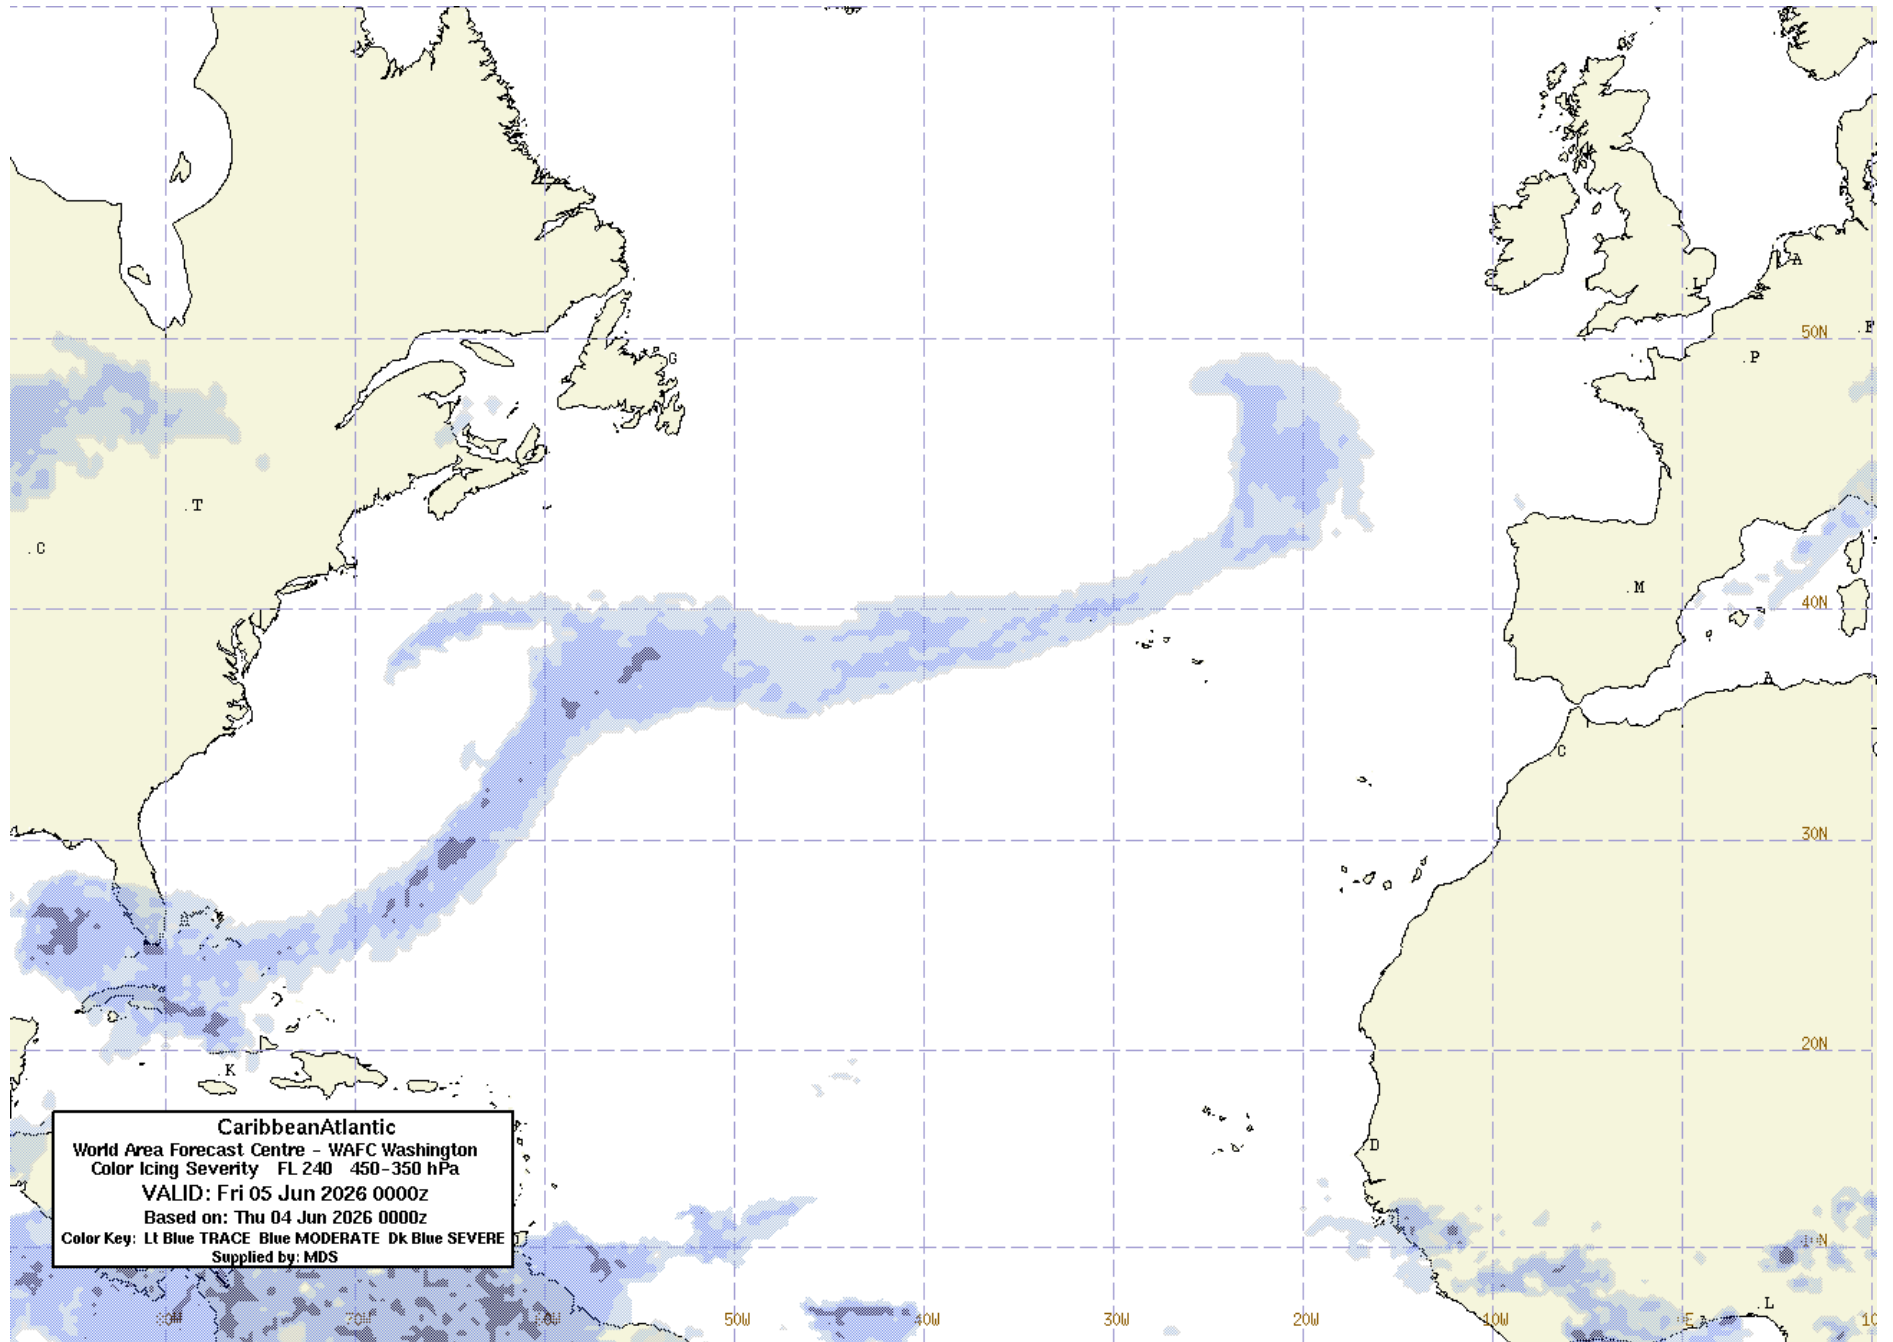 G
L
A
50N
F
P
T
C
M
40N
A
C
30N
20N
K
D
CaribbeanAtlantic
World Area Forecast Centre - WAFC Washington
Color Icing Severity FL 240 450-350 hPa
VALID: Fri 05 Jun 2026 0000z
Based on: Thu 04 Jun 2026 0000z
Color Key: Lt Blue TRACE Blue MODERATE Dk Blue SEVERE
Supplied by: MDS
L
50W 40W 30W 20W 10W